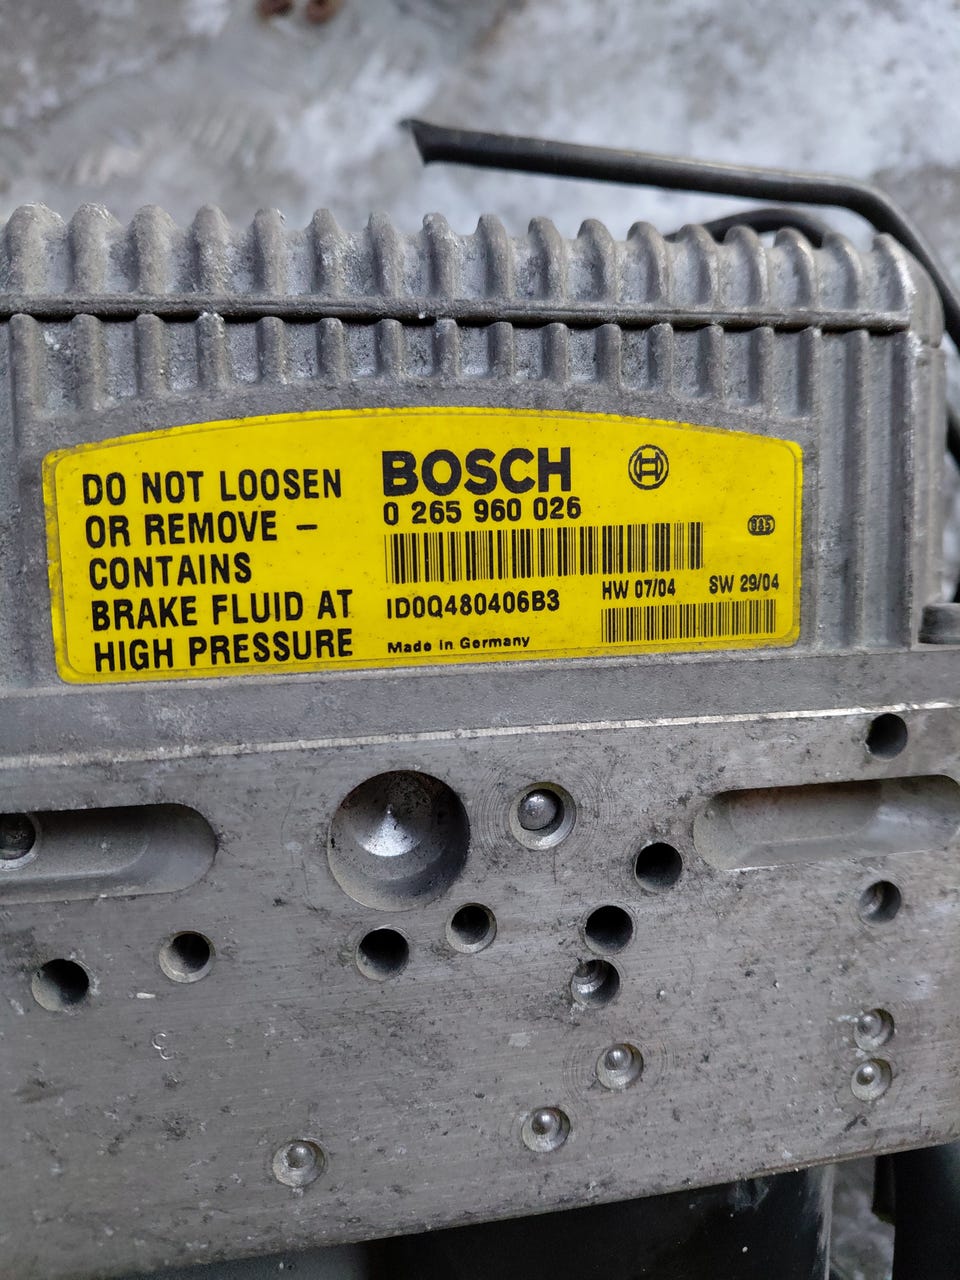 DO NOT LOOSEN
OR REMOVE –
CONTAINS
BRAKE FLUID AT
HIGH PRESSURE
BOSCH
0 265 960 026
ID0Q480406B3
Made in Germany
HW 07/04 SW 29/04